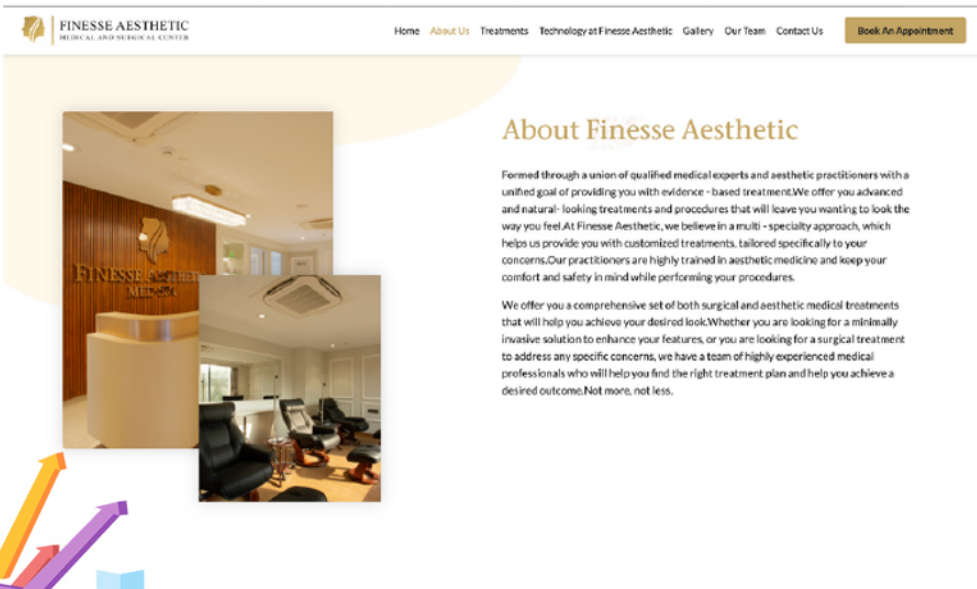 FINESSE AESTHETIC
MEDICAL AND SURGICAL CENTER
Home About Us Treatments Technology at Finesse Aesthetic Gallery Our Team Contact Us Book An Appointment
About Finesse Aesthetic
FINESSE AESTHET
MED
Formed through a union of qualified medical experts and aesthetic practitioners with a
unified goal of providing you with evidence - based treatment.We offer you advanced
and natural- looking treatments and procedures that will leave you wanting to look the
way you feel.At Finesse Aesthetic, we believe in a multi - specialty approach, which
helps us provide you with customized treatments, tailored specifically to your
concerns.Our practitioners are highly trained in aesthetic medicine and keep your
comfort and safety in mind while performing your procedures.
We offer you a comprehensive set of both surgical and aesthetic medical treatments
that will help you achieve your desired look.Whether you are looking for a minimally
invasive solution to enhance your features, or you are looking for a surgical treatment
to address any specific concerns, we have a team of highly experienced medical
professionals who will help you find the right treatment plan and help you achieve a
desired outcome.Not more, not less.